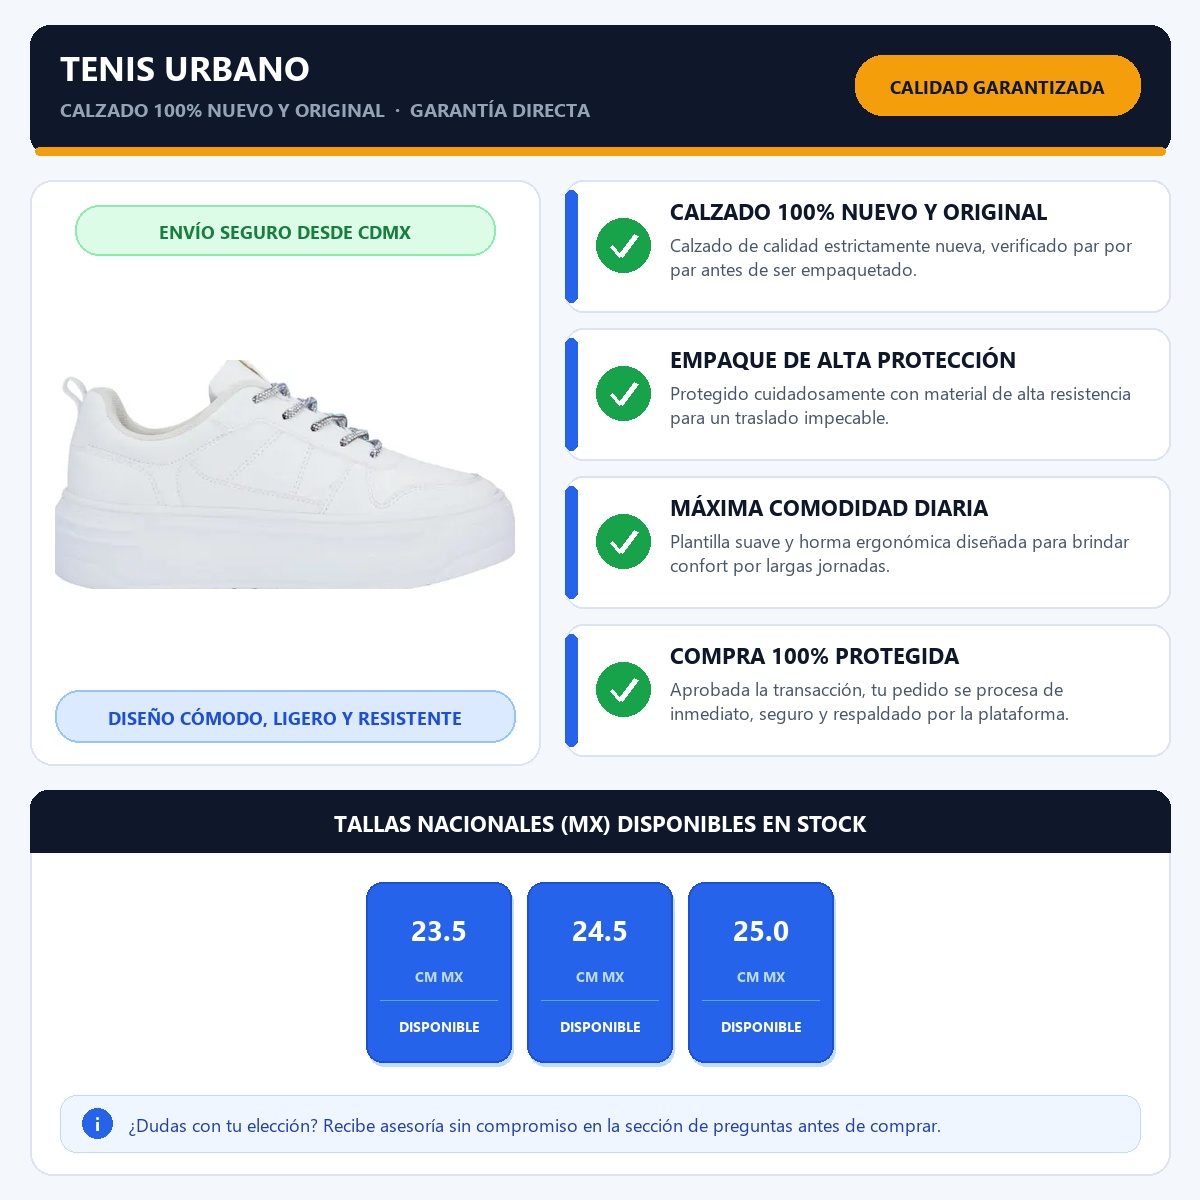 TENIS URBANO
CALZADO 100% NUEVO Y ORIGINAL · GARANTÍA DIRECTA
CALIDAD GARANTIZADA
ENVÍO SEGURO DESDE CDMX
DISEÑO CÓMODO, LIGERO Y RESISTENTE
CALZADO 100% NUEVO Y ORIGINAL
Calzado de calidad estrictamente nueva, verificado par por
par antes de ser empaquetado.
EMPAQUE DE ALTA PROTECCIÓN
Protegido cuidadosamente con material de alta resistencia
para un traslado impecable.
MÁXIMA COMODIDAD DIARIA
Plantilla suave y horma ergonómica diseñada para brindar
confort por largas jornadas.
COMPRA 100% PROTEGIDA
Aprobada la transacción, tu pedido se procesa de
inmediato, seguro y respaldado por la plataforma.
TALLAS NACIONALES (MX) DISPONIBLES EN STOCK
23.5
CM MX
DISPONIBLE
24.5
CM MX
DISPONIBLE
25.0
CM MX
DISPONIBLE
¿Dudas con tu elección? Recibe asesoría sin compromiso en la sección de preguntas antes de comprar.